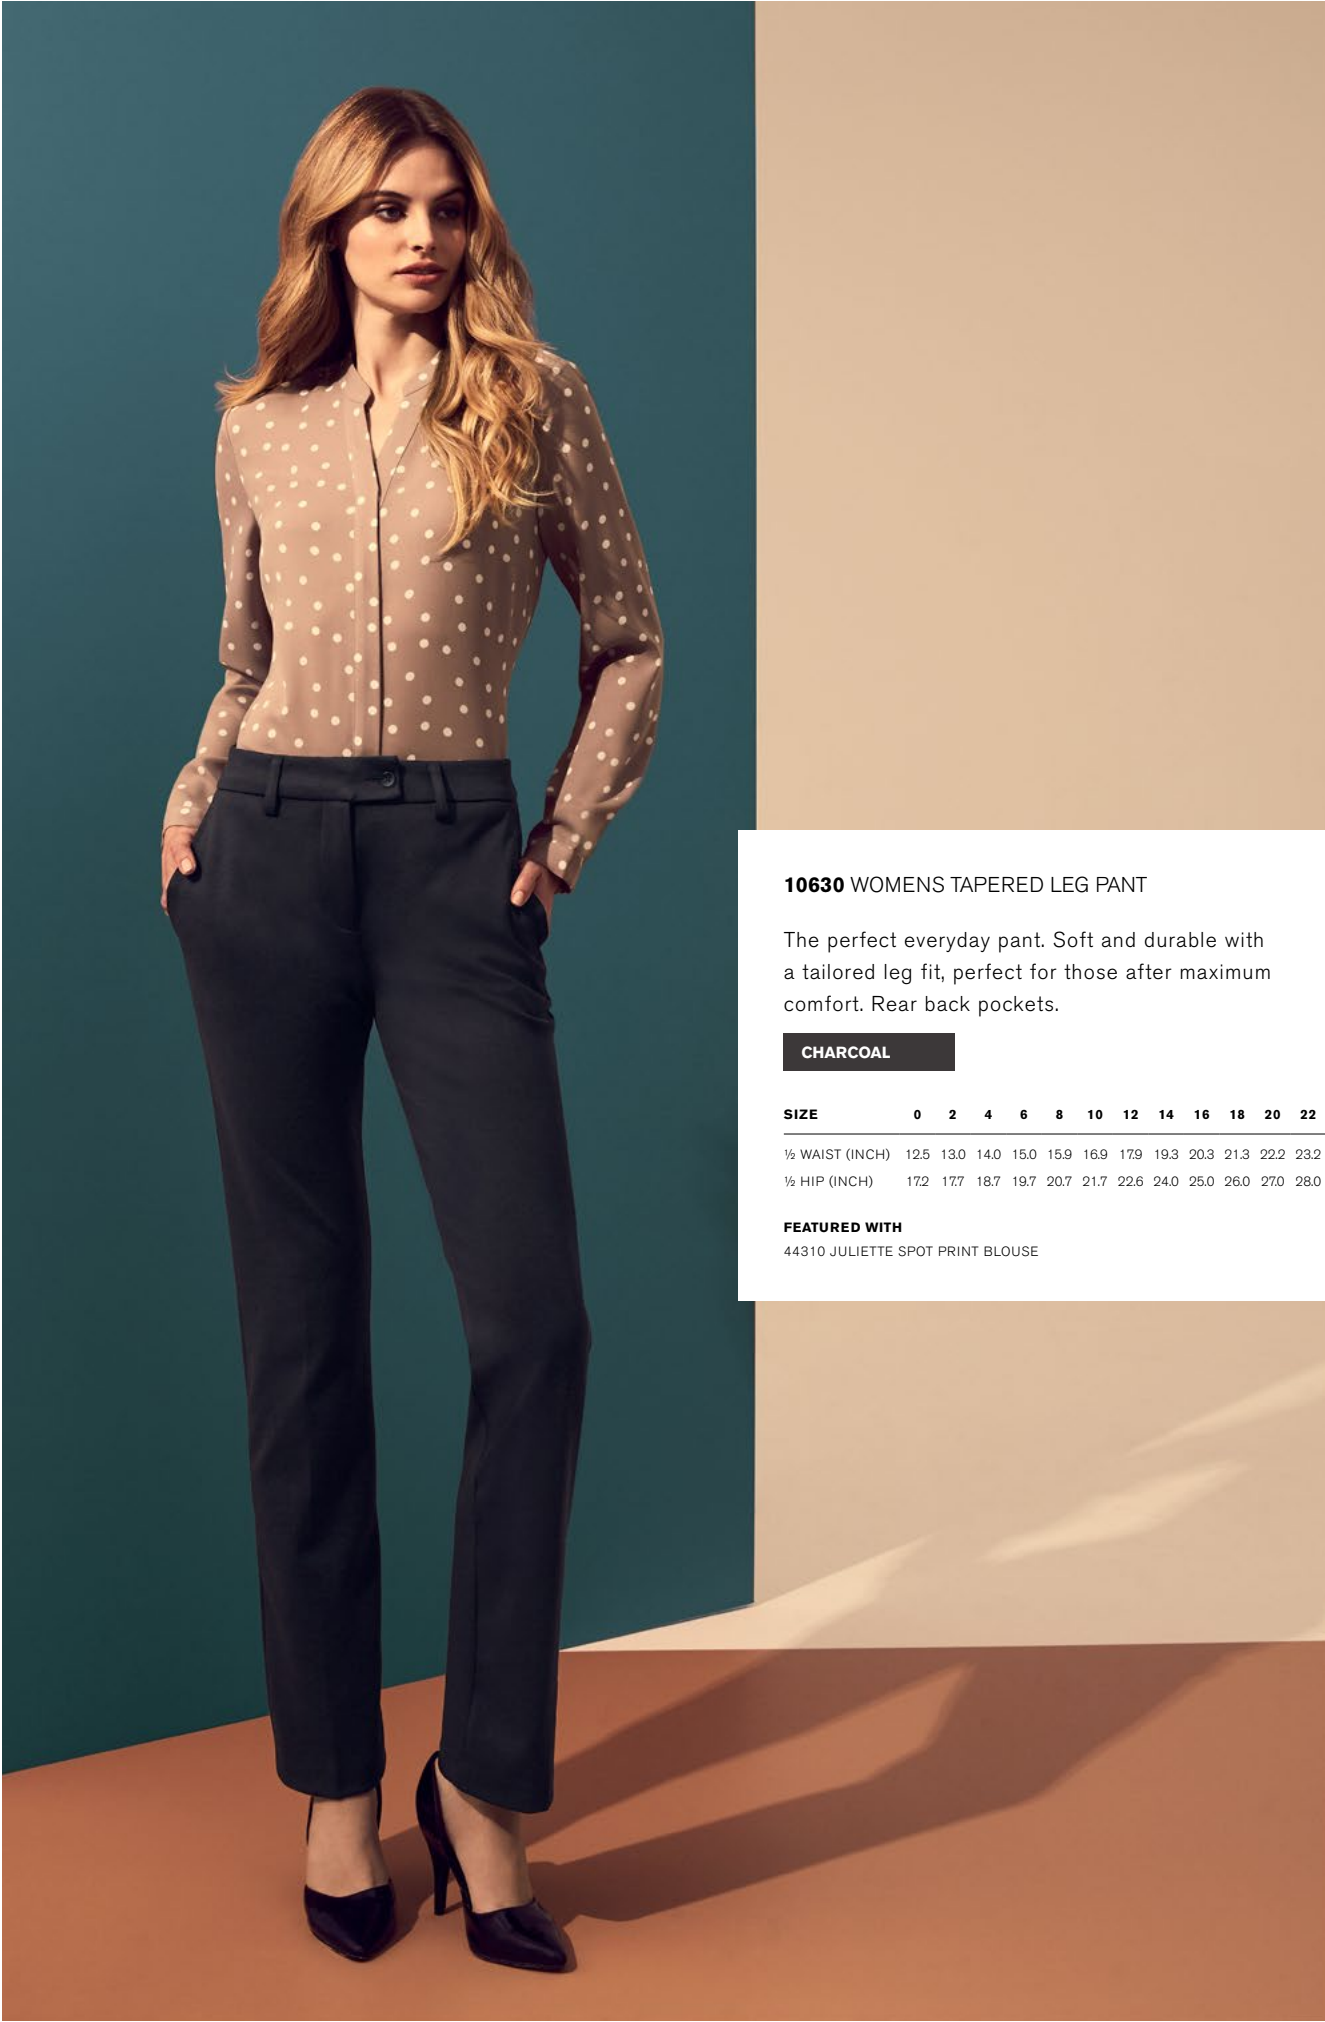 10630 WOMENS TAPERED LEG PANT
The perfect everyday pant. Soft and durable with
a tailored leg fit, perfect for those after maximum
comfort. Rear back pockets.
CHARCOAL
SIZE 0 2 4 6 8 10 12 14 16 18 20 22
½ WAIST (INCH) 12.5 13.0 14.0 15.0 15.9 16.9 17.9 19.3 20.3 21.3 22.2 23.2
½ HIP (INCH) 17.2 17.7 18.7 19.7 20.7 21.7 22.6 24.0 25.0 26.0 27.0 28.0
FEATURED WITH
44310 JULIETTE SPOT PRINT BLOUSE